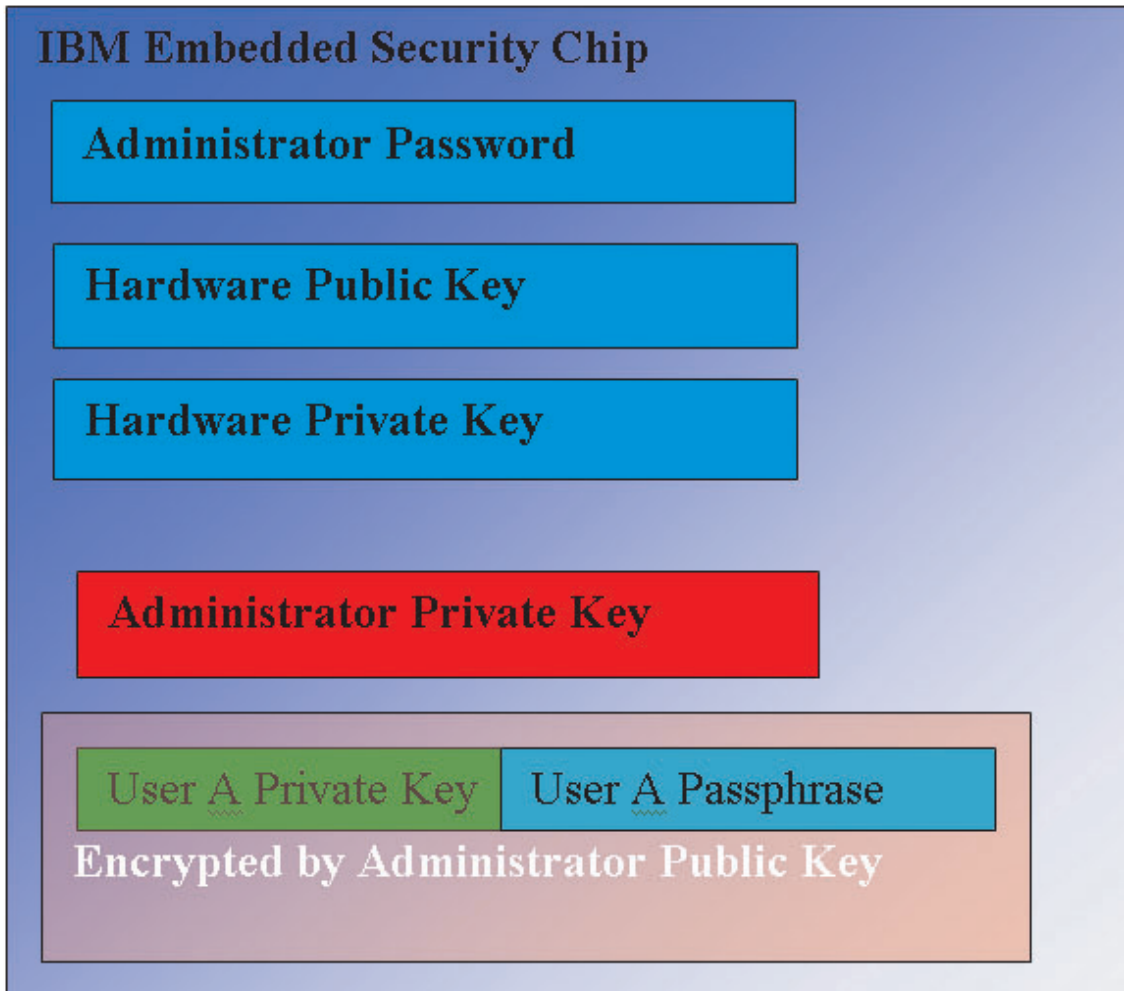 IBM Embedded Security Chip
Administrator Password
Hardware Public Key
Hardware Private Key
Administrator Private Key
User A Private Key
User A Passphrase
Encrypted by Administrator Public Key